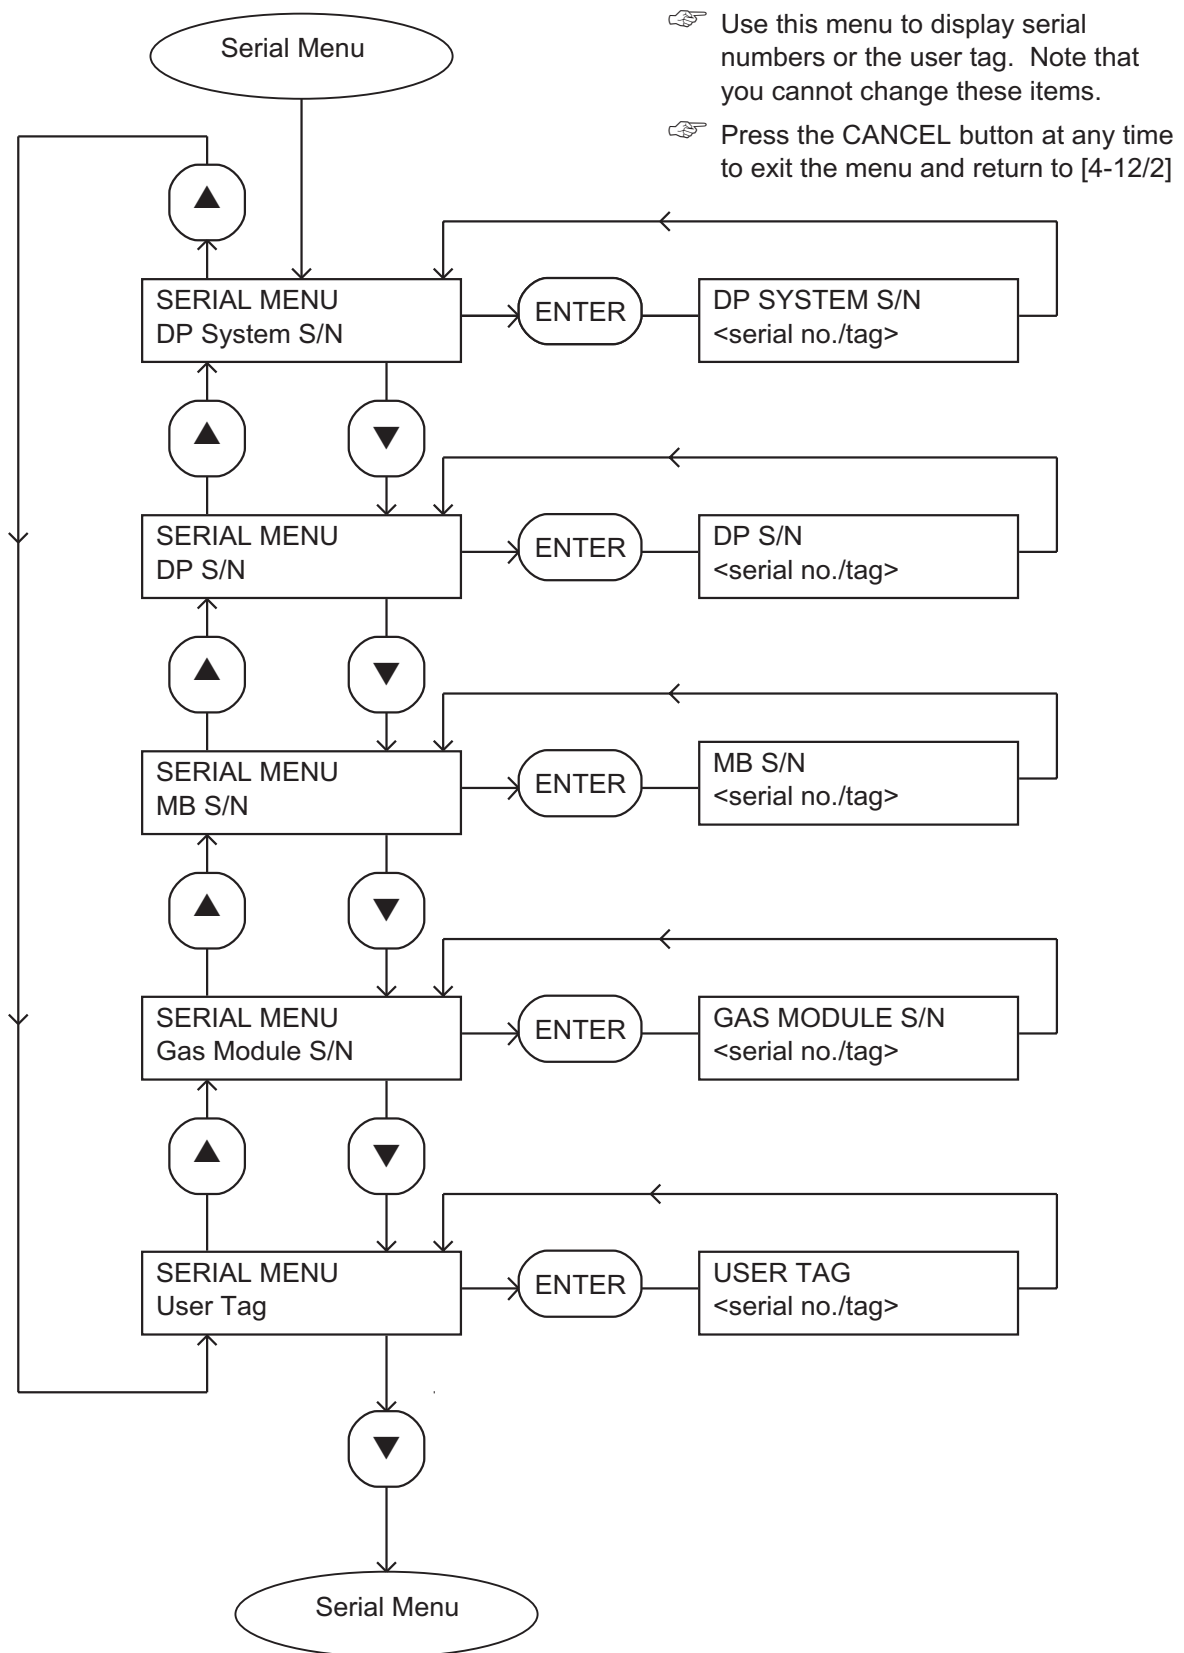 Serial Menu
☞ Use this menu to display serial
numbers or the user tag.  Note that
you cannot change these items.
☞ Press the CANCEL button at any time
to exit the menu and return to [4-12/2]
▲
SERIAL MENU
DP System S/N
ENTER
DP SYSTEM S/N
<serial no./tag>
▲ ▼
SERIAL MENU
DP S/N
ENTER
DP S/N
<serial no./tag>
▲ ▼
SERIAL MENU
MB S/N
ENTER
MB S/N
<serial no./tag>
▲ ▼
SERIAL MENU
Gas Module S/N
ENTER
GAS MODULE S/N
<serial no./tag>
▲ ▼
SERIAL MENU
User Tag
ENTER
USER TAG
<serial no./tag>
▼
Serial Menu